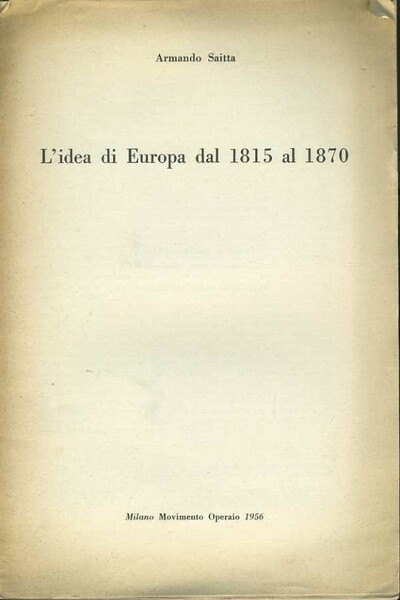 Armando Saitta
L'idea di Europa dal 1815 al 1870
Milano Movimento Operaio 1956